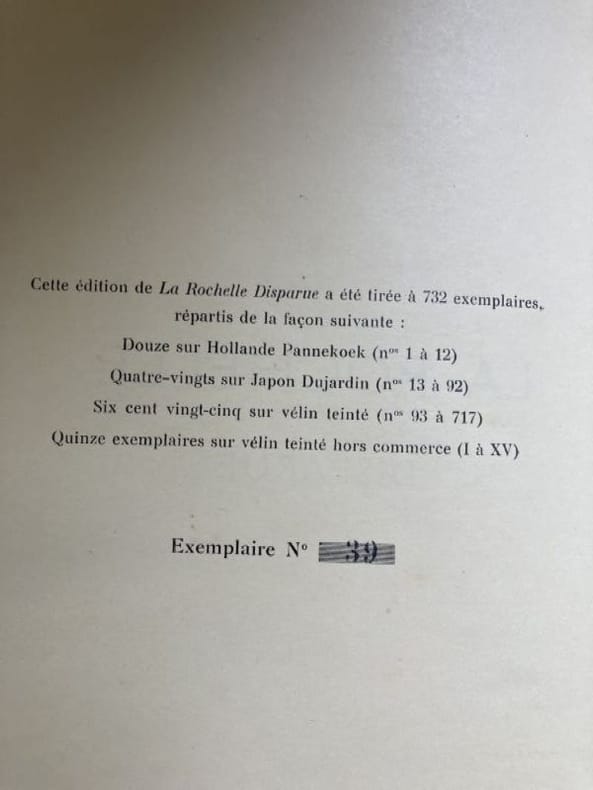 Cette édition de La Rochelle Disparue a été tirée à 732 exemplaires,
répartis de la façon suivante :
Douze sur Hollande Pannekoek (nos 1 à 12)
Quatre-vingts sur Japon Dujardin (nos 13 à 92)
Six cent vingt-cinq sur vélin teinté (nos 93 à 717)
Quinze exemplaires sur vélin teinté hors commerce (I à XV)
Exemplaire No 39